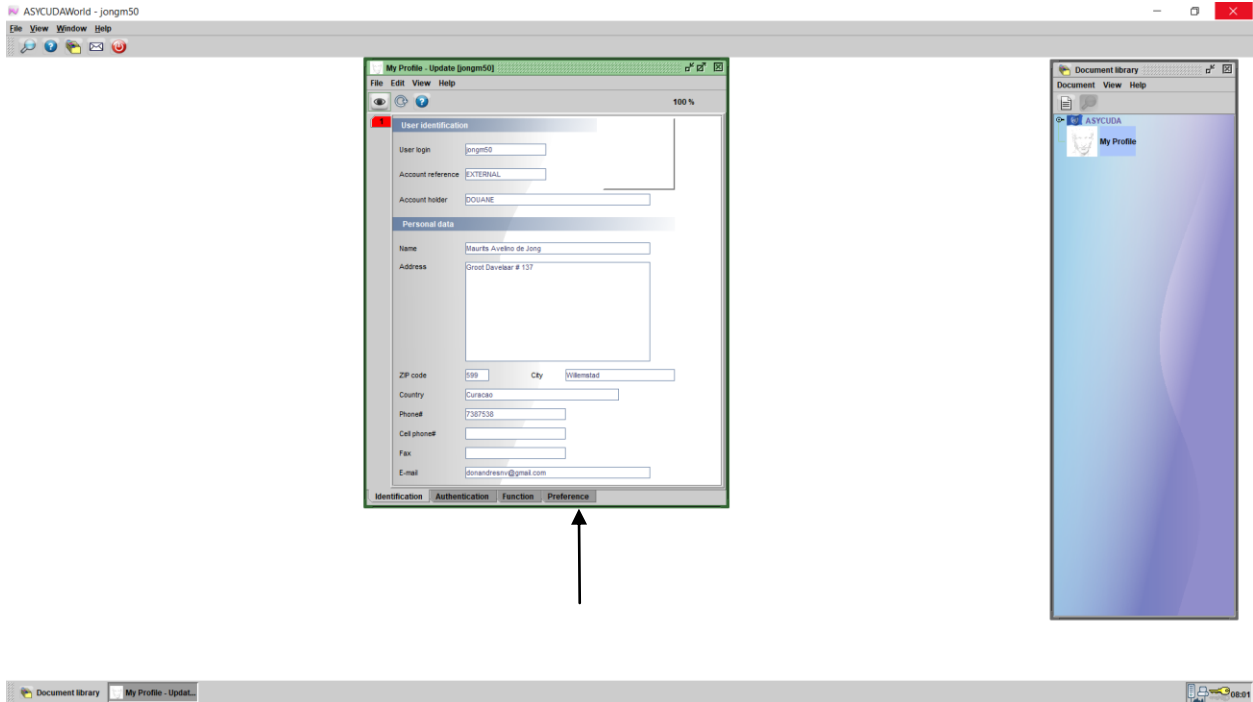 ASYCUDAWorld - jongm50
File View Window Help
My Profile - Update [jongm50]
File Edit View Help
100 %
1
User identification
User login jongm50
Account reference EXTERNAL
Account holder DOUANE
Personal data
Name Maurits Avelino de Jong
Address Groot Davelaar # 137
ZIP code 599 City Willemstad
Country Curacao
Phone# 7387538
Cell phone#
Fax
E-mail donandresnv@gmail.com
Identification Authentication Function Preference
Document library
Document View Help
ASYCUDA
My Profile
Document library My Profile - Updat... 08:01